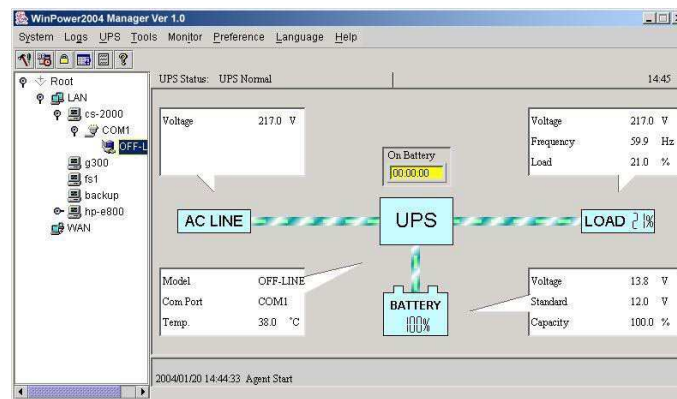 WinPower2004 Manager Ver 1.0
System Logs UPS Tools Monitor Preference Language Help
Root
LAN
cs-2000
COM1
OFF-L
g300
fs1
backup
hp-e800
WAN
UPS Status: UPS Normal 14:45
Voltage 217.0 V
On Battery
00:00:00
Voltage 217.0 V
Frequency 59.9 Hz
Load 21.0 %
AC LINE
UPS
LOAD 21%
Model OFF-LINE
Com Port COM1
Temp. 38.0 °C
BATTERY
100%
Voltage 13.8 V
Standard 12.0 V
Capacity 100.0 %
2004/01/20 14:44:33 Agent Start